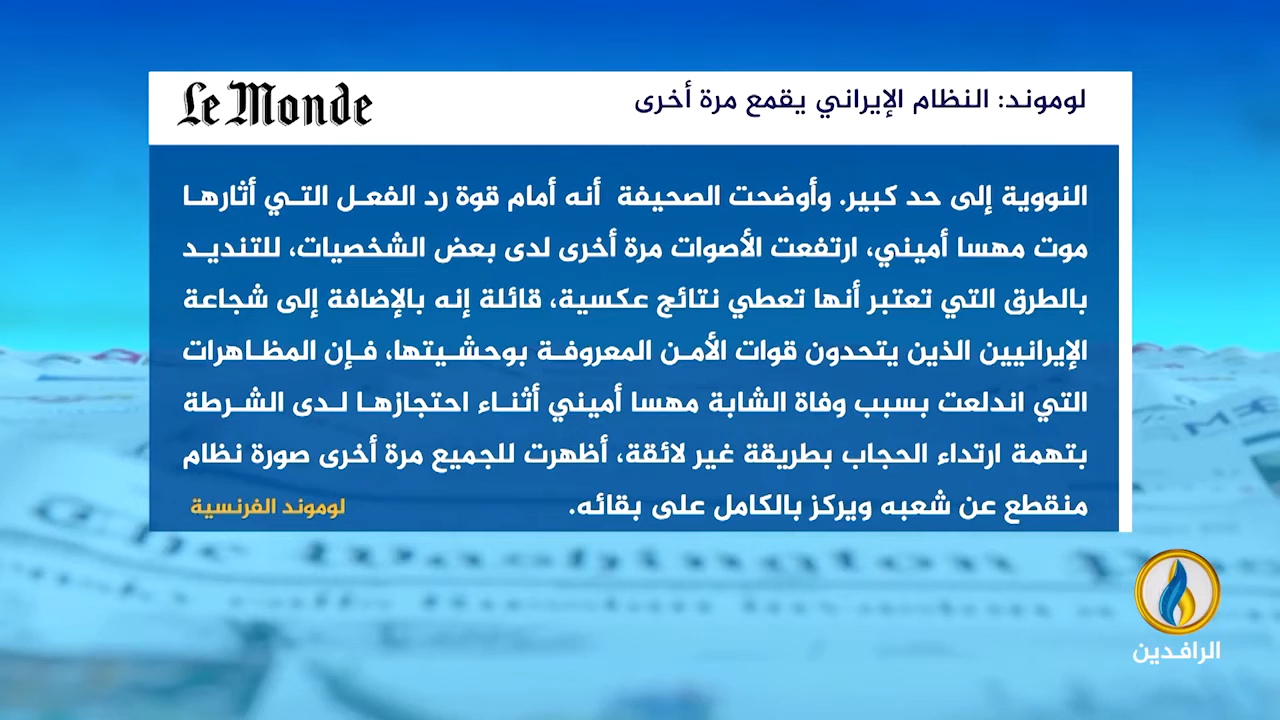 لوموند: النظام الإيراني يقمع مرة أخرى
Le Monde
النووية إلى حد كبير. وأوضحت الصحيفة أنه أمام قوة رد الفعل التي أثارها
موت مهسا أميني، ارتفعت الأصوات مرة أخرى لدى بعض الشخصيات، للتنديد
بالطرق التي تعتبر أنها تعطي نتائج عكسية، قائلة إنه بالإضافة إلى شجاعة
الإيرانيين الذين يتحدون قوات الأمن المعروفة بوحشيتها، فإن المظاهرات
التي اندلعت بسبب وفاة الشابة مهسا أميني أثناء احتجازها لدى الشرطة
بتهمة ارتداء الحجاب بطريقة غير لائقة، أظهرت للجميع مرة أخرى صورة نظام
منقطع عن شعبه ويركز بالكامل على بقائه.
لوموند الفرنسية
The Washington
الرافدين